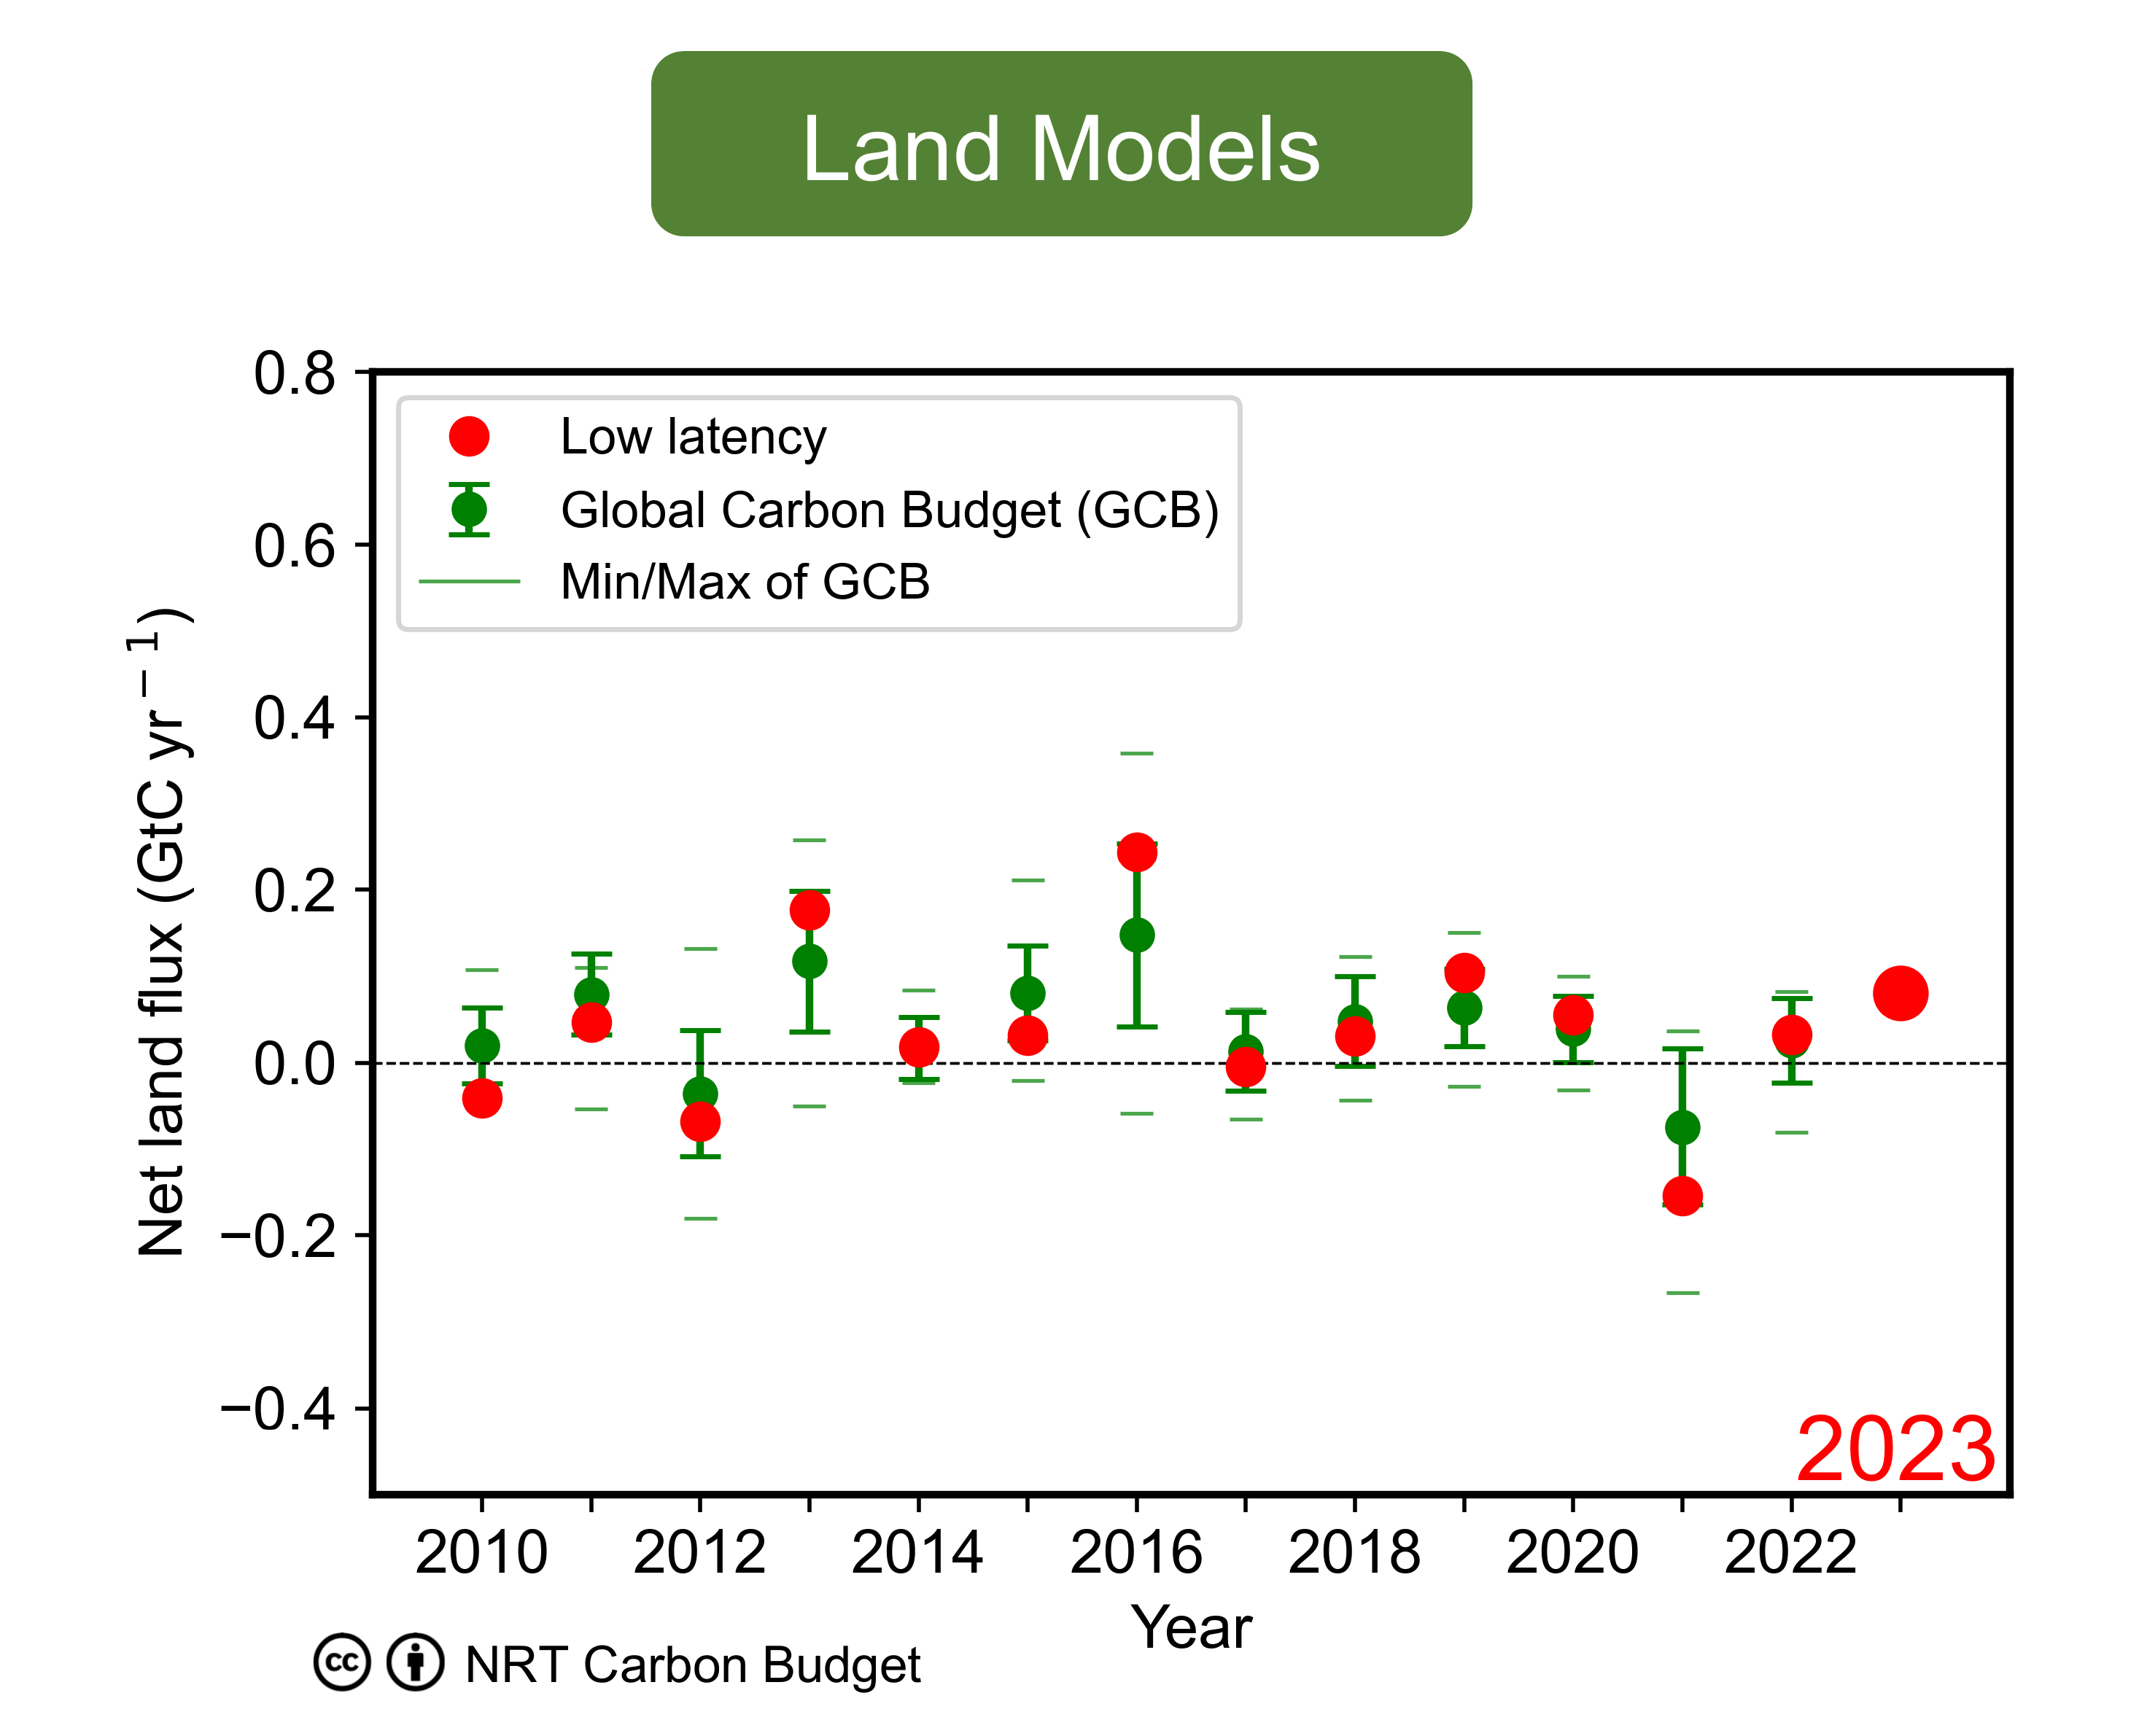 Land Models
0.8
0.6
0.4
0.2
0.0
−0.2
−0.4
Net land flux (GtC yr⁻¹)
Low latency
Global Carbon Budget (GCB)
Min/Max of GCB
2023
2010 2012 2014 2016 2018 2020 2022
Year
cc NRT Carbon Budget